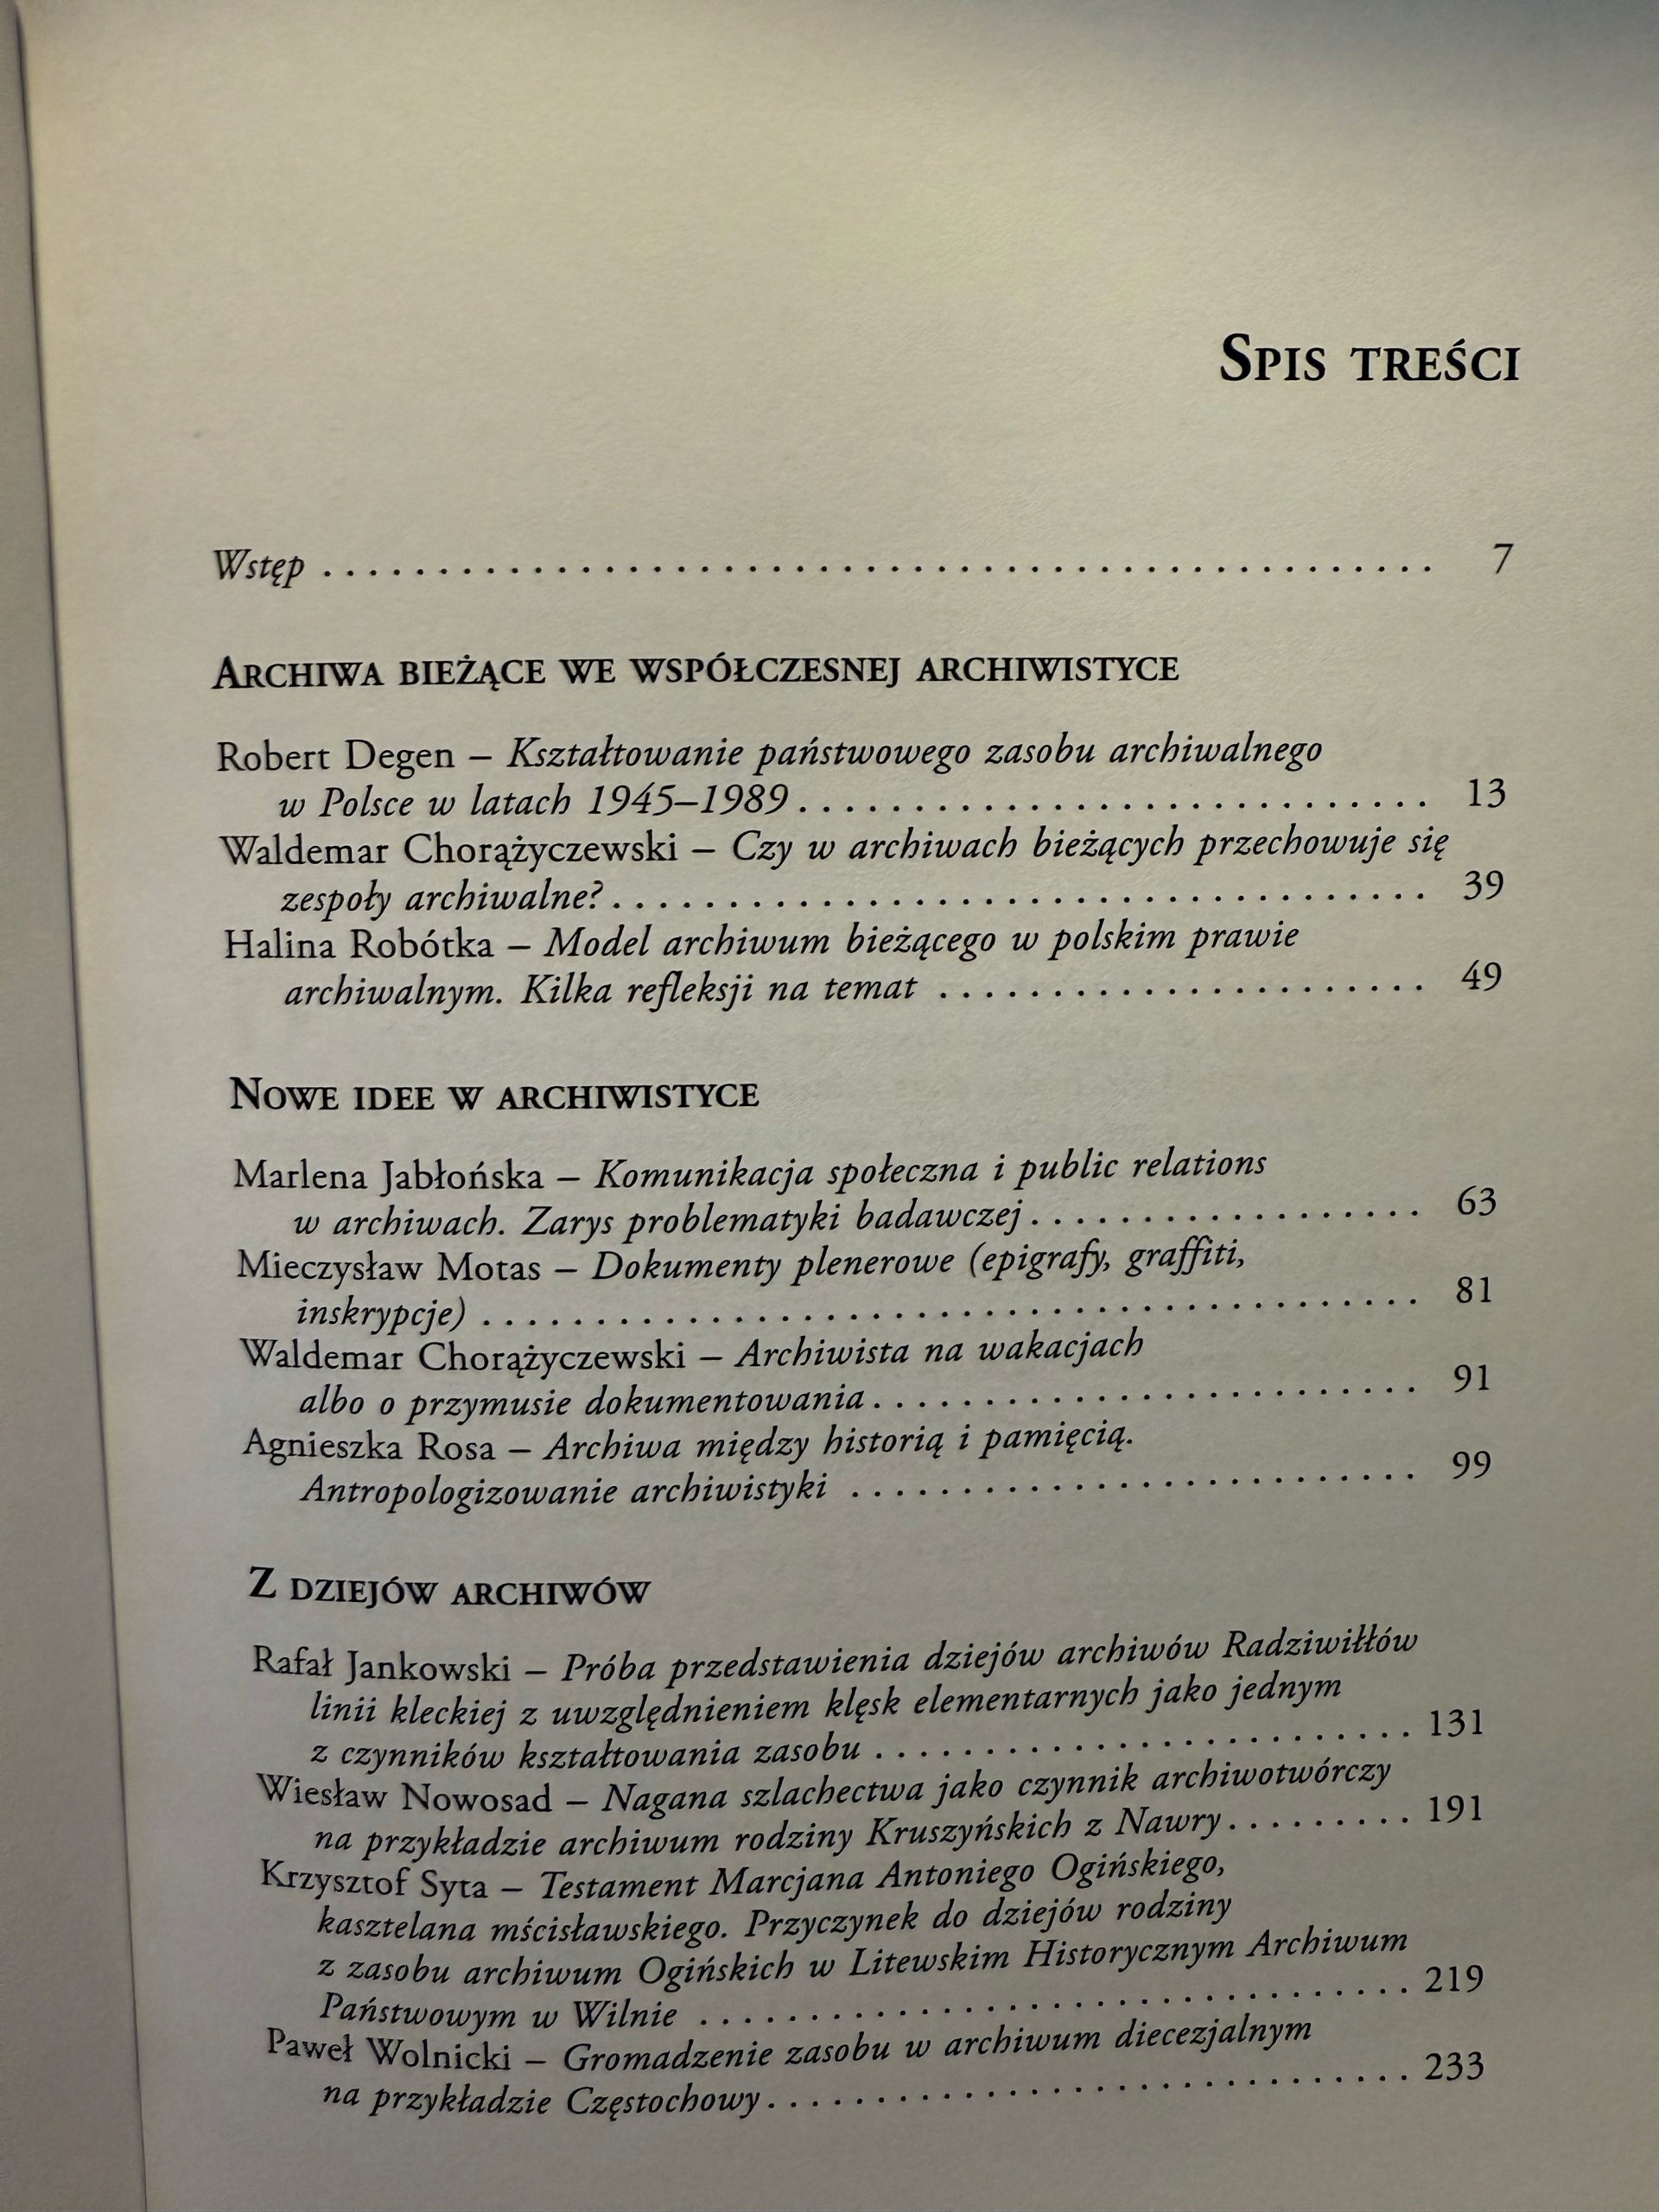 Spis treści
Wstęp . . . . . . . . . . . . . . . . . . . . . . . . . . . . . . . . . . . . . . . . . . . . . . . . 7
Archiwa bieżące we współczesnej archiwistyce
Robert Degen – Kształtowanie państwowego zasobu archiwalnego
w Polsce w latach 1945–1989 . . . . . . . . . . . . . . . . . . . . . . . . . . . . 13
Waldemar Chorążyczewski – Czy w archiwach bieżących przechowuje się
zespoły archiwalne? . . . . . . . . . . . . . . . . . . . . . . . . . . . . . . . . . . . . 39
Halina Robótka – Model archiwum bieżącego w polskim prawie
archiwalnym. Kilka refleksji na temat . . . . . . . . . . . . . . . . . . . . . . 49
Nowe idee w archiwistyce
Marlena Jabłońska – Komunikacja społeczna i public relations
w archiwach. Zarys problematyki badawczej . . . . . . . . . . . . . . . . . . 63
Mieczysław Motas – Dokumenty plenerowe (epigrafy, graffiti,
inskrypcje) . . . . . . . . . . . . . . . . . . . . . . . . . . . . . . . . . . . . . . . . . . 81
Waldemar Chorążyczewski – Archiwista na wakacjach
albo o przymusie dokumentowania . . . . . . . . . . . . . . . . . . . . . . . . . 91
Agnieszka Rosa – Archiwa między historią i pamięcią.
Antropologizowanie archiwistyki . . . . . . . . . . . . . . . . . . . . . . . . . . 99
Z dziejów archiwów
Rafał Jankowski – Próba przedstawienia dziejów archiwów Radziwiłłów
linii kleckiej z uwzględnieniem klęsk elementarnych jako jednym
z czynników kształtowania zasobu . . . . . . . . . . . . . . . . . . . . . . . . . 131
Wiesław Nowosad – Nagana szlachectwa jako czynnik archiwotwórczy
na przykładzie archiwum rodziny Kruszyńskich z Nawry . . . . . . . . . 191
Krzysztof Syta – Testament Marcjana Antoniego Ogińskiego,
kasztelana mścisławskiego. Przyczynek do dziejów rodziny
z zasobu archiwum Ogińskich w Litewskim Historycznym Archiwum
Państwowym w Wilnie . . . . . . . . . . . . . . . . . . . . . . . . . . . . . . . . . 219
Paweł Wolnicki – Gromadzenie zasobu w archiwum diecezjalnym
na przykładzie Częstochowy . . . . . . . . . . . . . . . . . . . . . . . . . . . . . 233